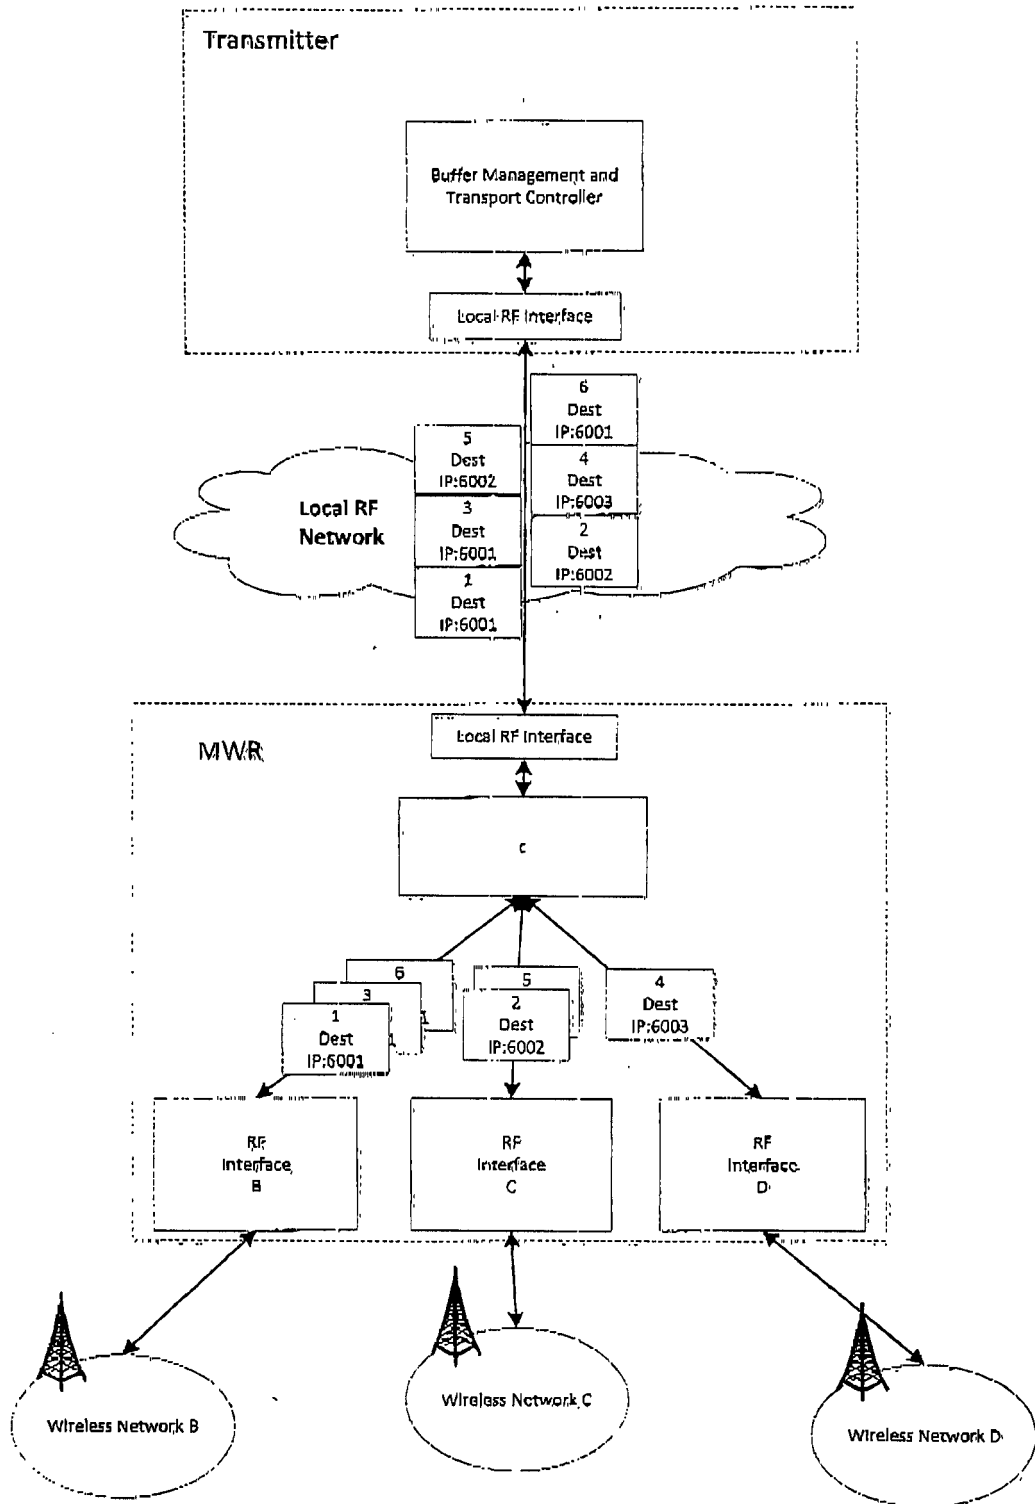 Transmitter
Buffer Management and
Transport Controller
Local RF Interface
6
Dest
IP:6001
5
Dest
IP:6002
4
Dest
IP:6003
Local RF
Network
3
Dest
IP:6001
2
Dest
IP:6002
1
Dest
IP:6001
Local RF Interface
MWR
c
6
3
1
Dest
IP:6001
5
2
Dest
IP:6002
4
Dest
IP:6003
RF
Interface
B
RF
Interface
C
RF
Interface
D
Wireless Network B
Wireless Network C
Wireless Network D